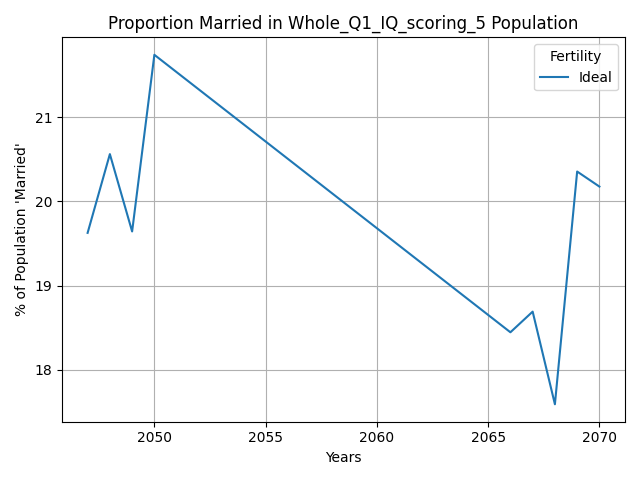 Proportion Married in Whole_Q1_IQ_scoring_5 Population
Fertility
Ideal
% of Population 'Married'
21
20
19
18
2050
2055
2060
2065
2070
Years